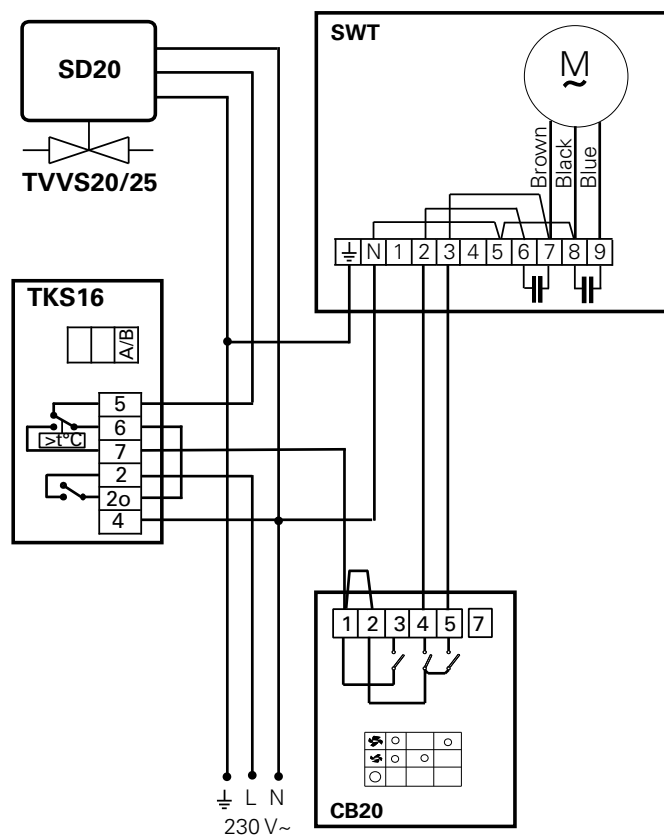 SD20
TVVS20/25
SWT
M
~
Brown
Black
Blue
N 1 2 3 4 5 6 7 8 9
TKS16
A/B
>t°C
5
6
7
2
2o
4
1 2 3 4 5 7
CB20
L N
230 V~